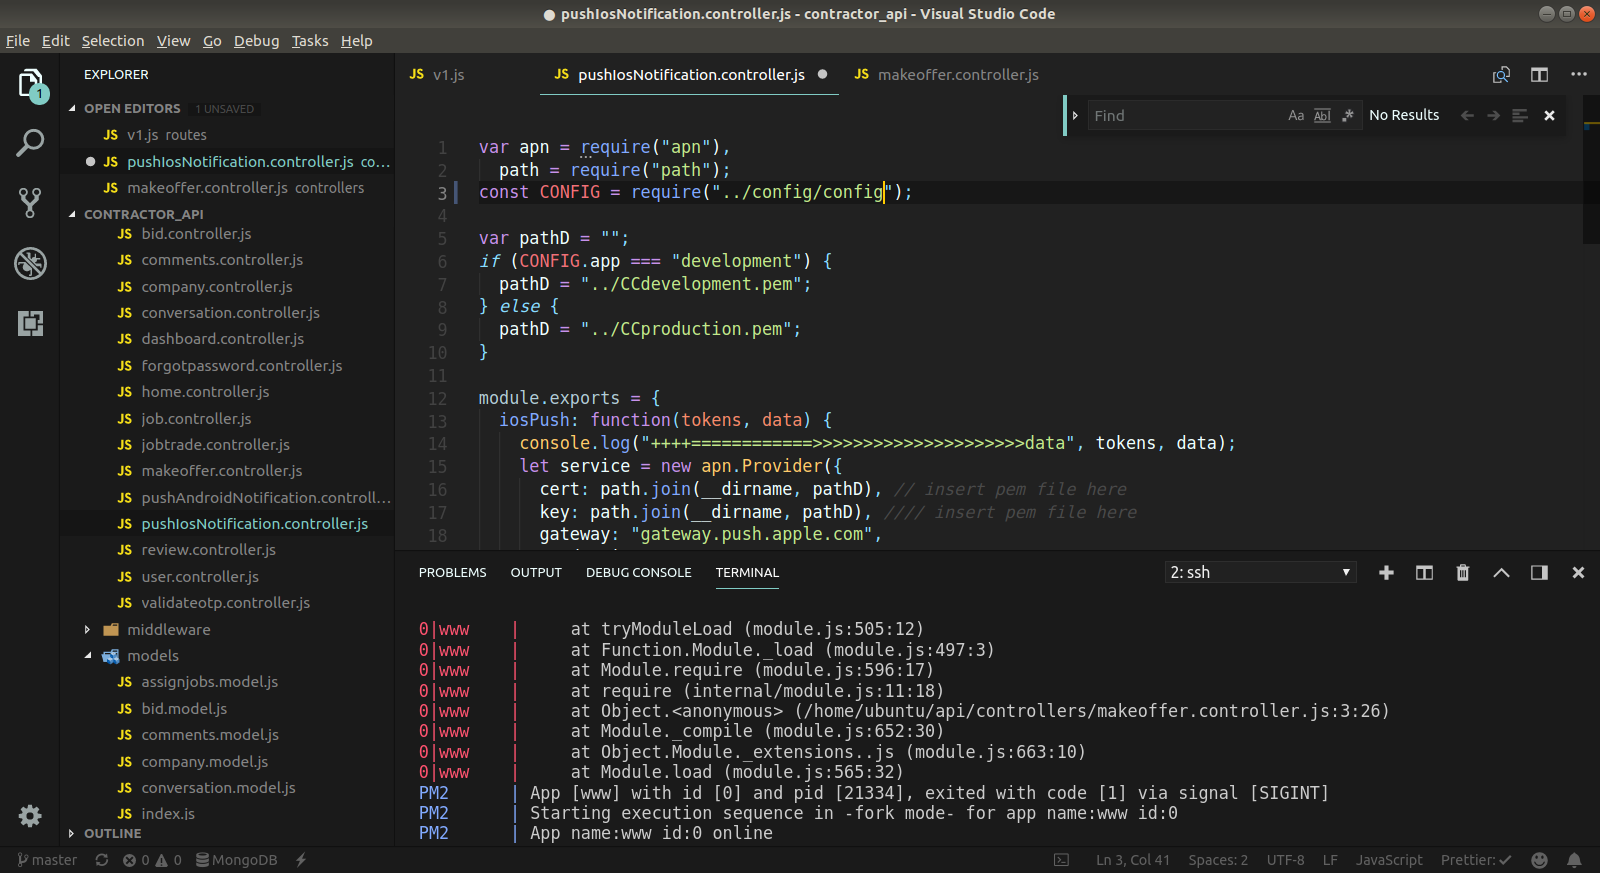 pushIosNotification.controller.js - contractor_api - Visual Studio Code
File Edit Selection View Go Debug Tasks Help
EXPLORER
OPEN EDITORS 1 UNSAVED
JS v1.js routes
JS pushIosNotification.controller.js co...
JS makeoffer.controller.js controllers
CONTRACTOR_API
JS bid.controller.js
JS comments.controller.js
JS company.controller.js
JS conversation.controller.js
JS dashboard.controller.js
JS forgotpassword.controller.js
JS home.controller.js
JS job.controller.js
JS jobtrade.controller.js
JS makeoffer.controller.js
JS pushAndroidNotification.controll...
JS pushIosNotification.controller.js
JS review.controller.js
JS user.controller.js
JS validateotp.controller.js
middleware
models
JS assignjobs.model.js
JS bid.model.js
JS comments.model.js
JS company.model.js
JS conversation.model.js
JS index.js
OUTLINE
1
JS v1.js JS pushIosNotification.controller.js JS makeoffer.controller.js
Find Aa Abl .* No Results
1 var apn = require("apn"),
2 path = require("path");
3 const CONFIG = require("../config/config");
4
5 var pathD = "";
6 if (CONFIG.app === "development") {
7 pathD = "../CCdevelopment.pem";
8 } else {
9 pathD = "../CCproduction.pem";
10 }
11
12 module.exports = {
13 iosPush: function(tokens, data) {
14 console.log("++++============>>>>>>>>>>>>>>>>>>>>>data", tokens, data);
15 let service = new apn.Provider({
16 cert: path.join(__dirname, pathD), // insert pem file here
17 key: path.join(__dirname, pathD), //// insert pem file here
18 gateway: "gateway.push.apple.com",
PROBLEMS OUTPUT DEBUG CONSOLE TERMINAL 2: ssh
0|www | at tryModuleLoad (module.js:505:12)
0|www | at Function.Module._load (module.js:497:3)
0|www | at Module.require (module.js:596:17)
0|www | at require (internal/module.js:11:18)
0|www | at Object.<anonymous> (/home/ubuntu/api/controllers/makeoffer.controller.js:3:26)
0|www | at Module._compile (module.js:652:30)
0|www | at Object.Module._extensions..js (module.js:663:10)
0|www | at Module.load (module.js:565:32)
PM2 | App [www] with id [0] and pid [21334], exited with code [1] via signal [SIGINT]
PM2 | Starting execution sequence in -fork mode- for app name:www id:0
PM2 | App name:www id:0 online
master 0 0 MongoDB Ln 3, Col 41 Spaces: 2 UTF-8 LF JavaScript Prettier: ✓